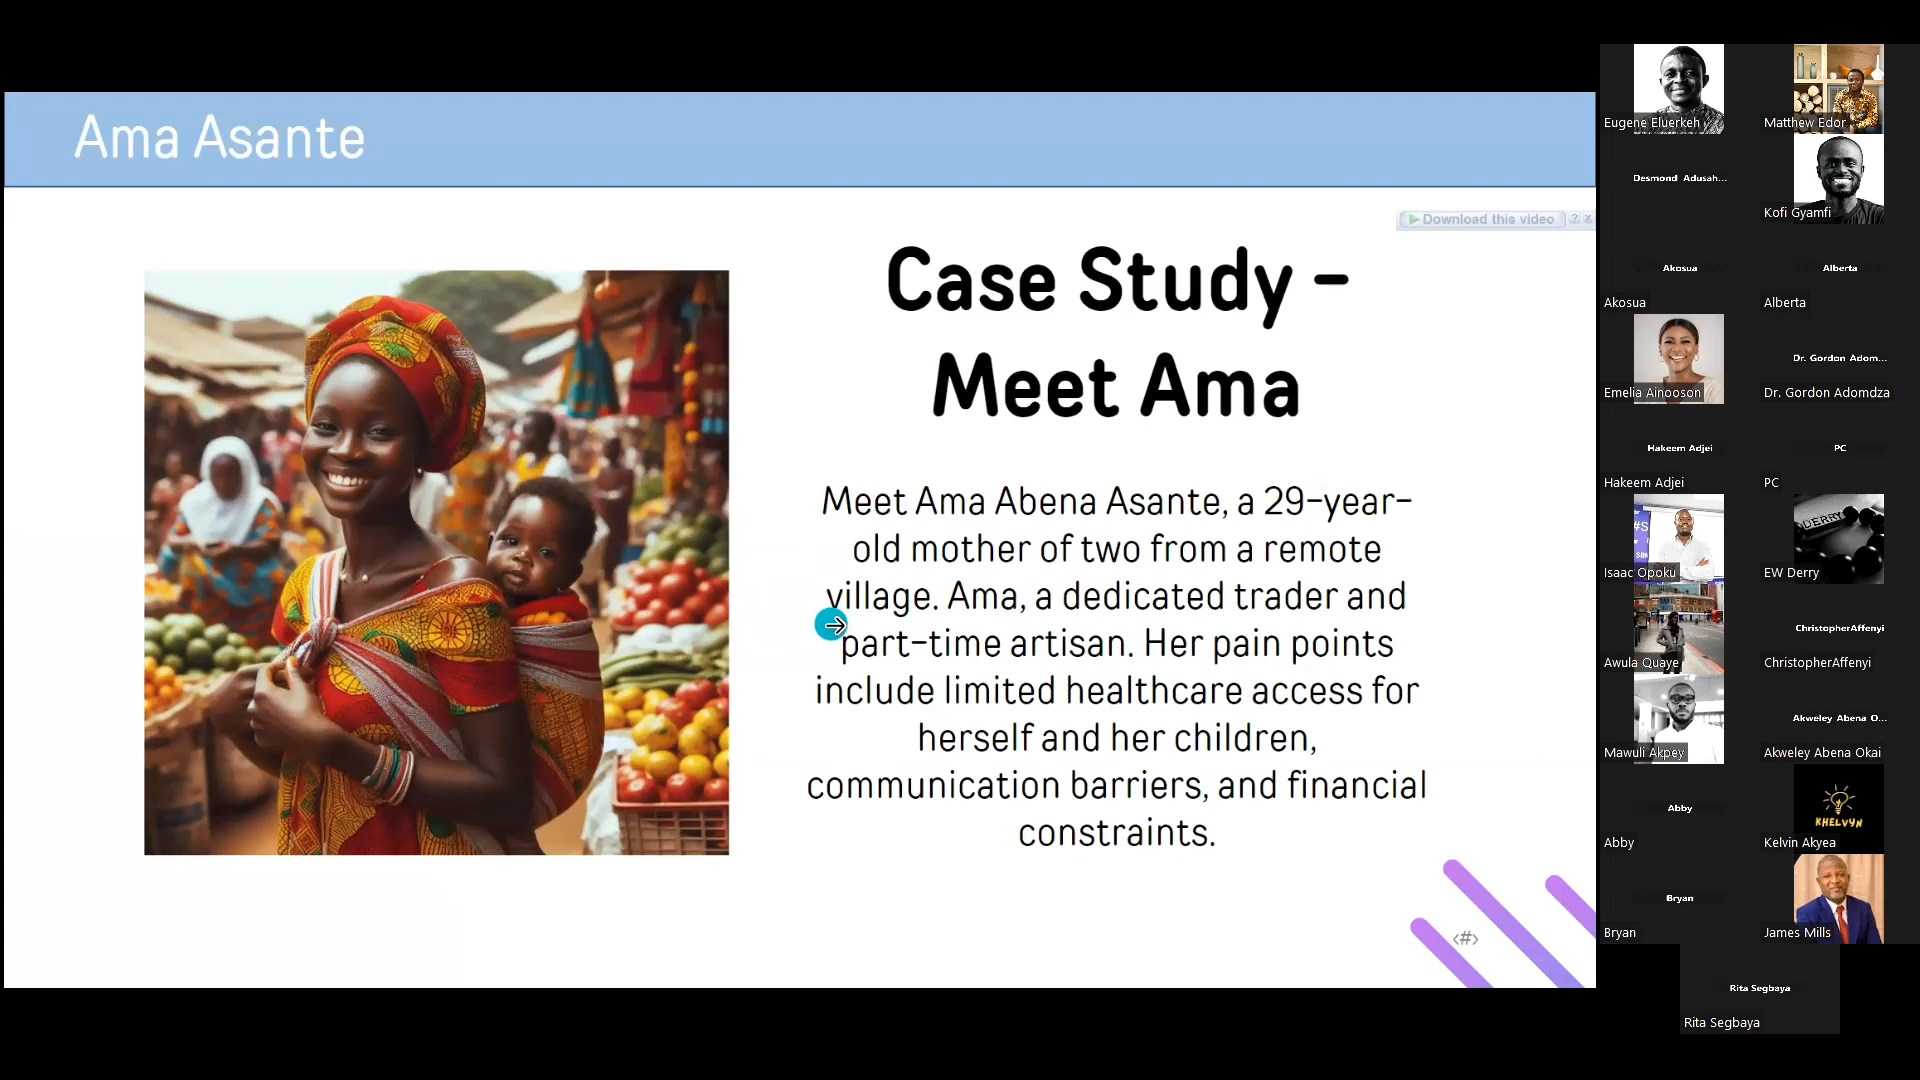 Ama Asante
Download this video ? x
Case Study –
Meet Ama
Meet Ama Abena Asante, a 29-year-
old mother of two from a remote
village. Ama, a dedicated trader and
part-time artisan. Her pain points
include limited healthcare access for
herself and her children,
communication barriers, and financial
constraints.
‹#›
Eugene Eluerkeh
Matthew Edor
Desmond Adusah...
Kofi Gyamfi
Akosua
Akosua
Alberta
Alberta
Emelia Ainooson
Dr. Gordon Adom...
Dr. Gordon Adomdza
Hakeem Adjei
Hakeem Adjei
PC
PC
#S
Isaac Opoku
DERRY
EW Derry
Awula Quaye
ChristopherAffenyi
ChristopherAffenyi
Mawuli Akpey
Akweley Abena O...
Akweley Abena Okai
Abby
Abby
KHELVYN
Kelvin Akyea
Bryan
Bryan
James Mills
Rita Segbaya
Rita Segbaya